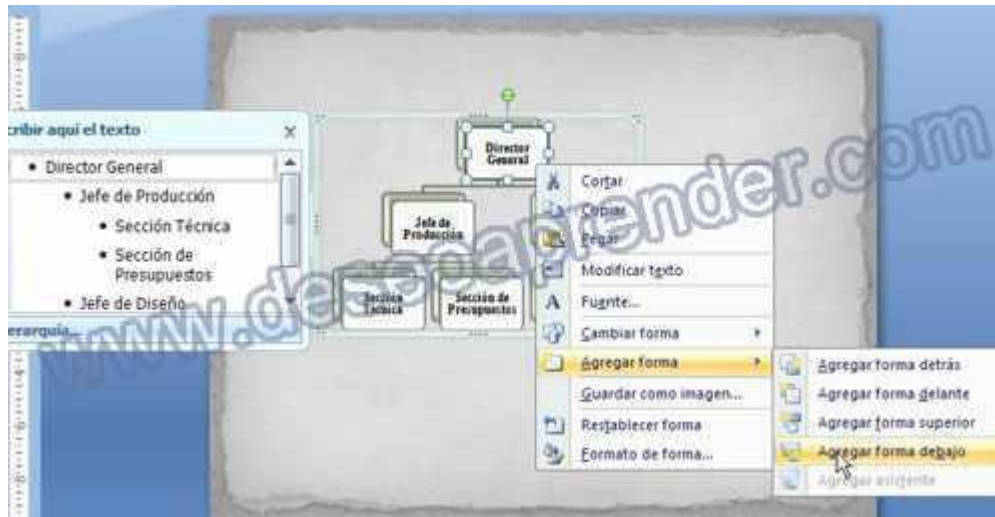 cribir aquí el texto
Director General
Jefe de Producción
Sección Técnica
Sección de
Presupuestos
Jefe de Diseño
erarquía...
Director
General
Jefe de
Producción
Sección
Técnica
Sección de
Presupuestos
Cortar
Copiar
Pegar
Modificar texto
Fuente...
Cambiar forma
Agregar forma
Guardar como imagen...
Restablecer forma
Formato de forma...
Agregar forma detrás
Agregar forma delante
Agregar forma superior
Agregar forma debajo
Agregar asistente
www.deseoaprender.com